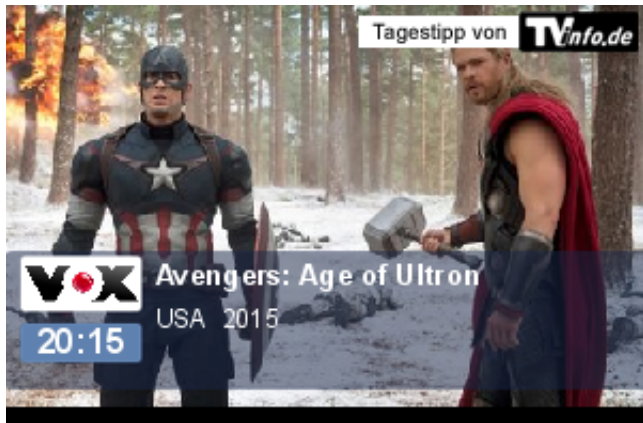 Tagestipp von TVinfo.de
VOX Avengers: Age of Ultron
USA 2015
20:15